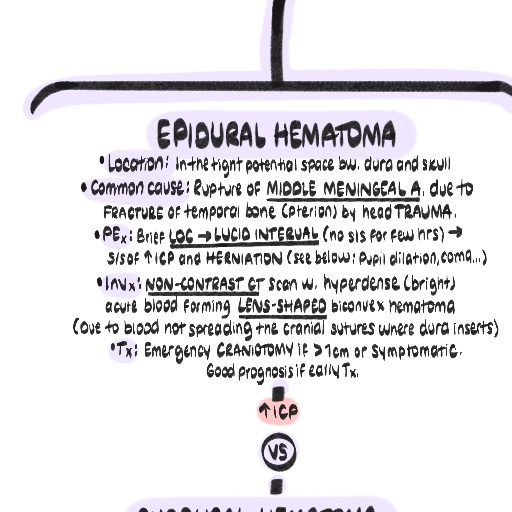 EPIDURAL HEMATOMA
• Location: In the tight potential space bw. dura and skull
• Common cause: Rupture of MIDDLE MENINGEAL A. due to
FRACTURE of temporal bone (pterion) by head TRAUMA.
• PEx: Brief LOC → LUCID INTERVAL (no s/s for few hrs) →
S/S of ↑ICP and HERNIATION (see below: Pupil dilation, coma...)
• Invx: NON-CONTRAST CT scan w. hyperdense (bright)
acute blood forming LENS-SHAPED biconvex hematoma
(Due to blood not spreading the cranial sutures where dura inserts)
• Tx: Emergency CRANIOTOMY if >1cm or symptomatic.
Good prognosis if early Tx.
↑ICP
VS
HEMATOMA